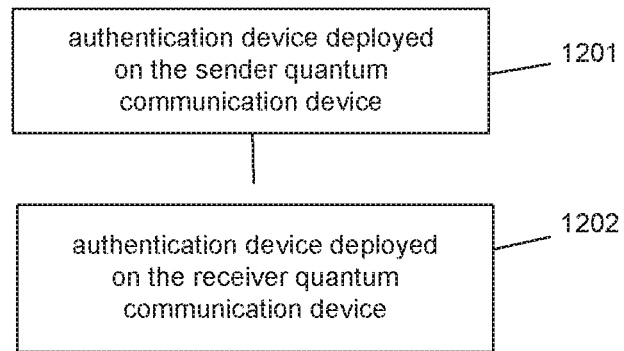 authentication device deployed
on the sender quantum
communication device
1201
authentication device deployed
on the receiver quantum
communication device
1202